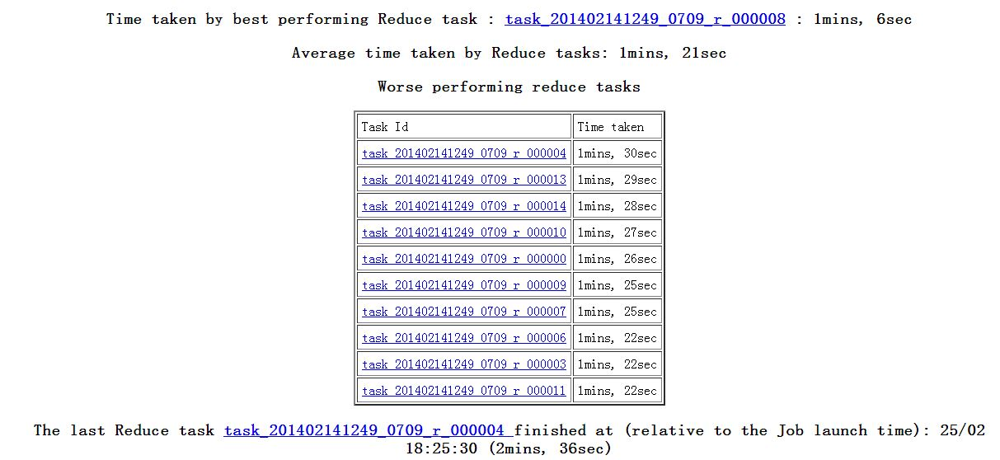 Time taken by best performing Reduce task : task_201402141249_0709_r_000008 : 1mins, 6sec
Average time taken by Reduce tasks: 1mins, 21sec
Worse performing reduce tasks
Task Id Time taken
task_201402141249_0709_r_000004 1mins, 30sec
task_201402141249_0709_r_000013 1mins, 29sec
task_201402141249_0709_r_000014 1mins, 28sec
task_201402141249_0709_r_000010 1mins, 27sec
task_201402141249_0709_r_000000 1mins, 26sec
task_201402141249_0709_r_000009 1mins, 25sec
task_201402141249_0709_r_000007 1mins, 25sec
task_201402141249_0709_r_000006 1mins, 22sec
task_201402141249_0709_r_000003 1mins, 22sec
task_201402141249_0709_r_000011 1mins, 22sec
The last Reduce task task_201402141249_0709_r_000004 finished at (relative to the Job launch time): 25/02
18:25:30 (2mins, 36sec)